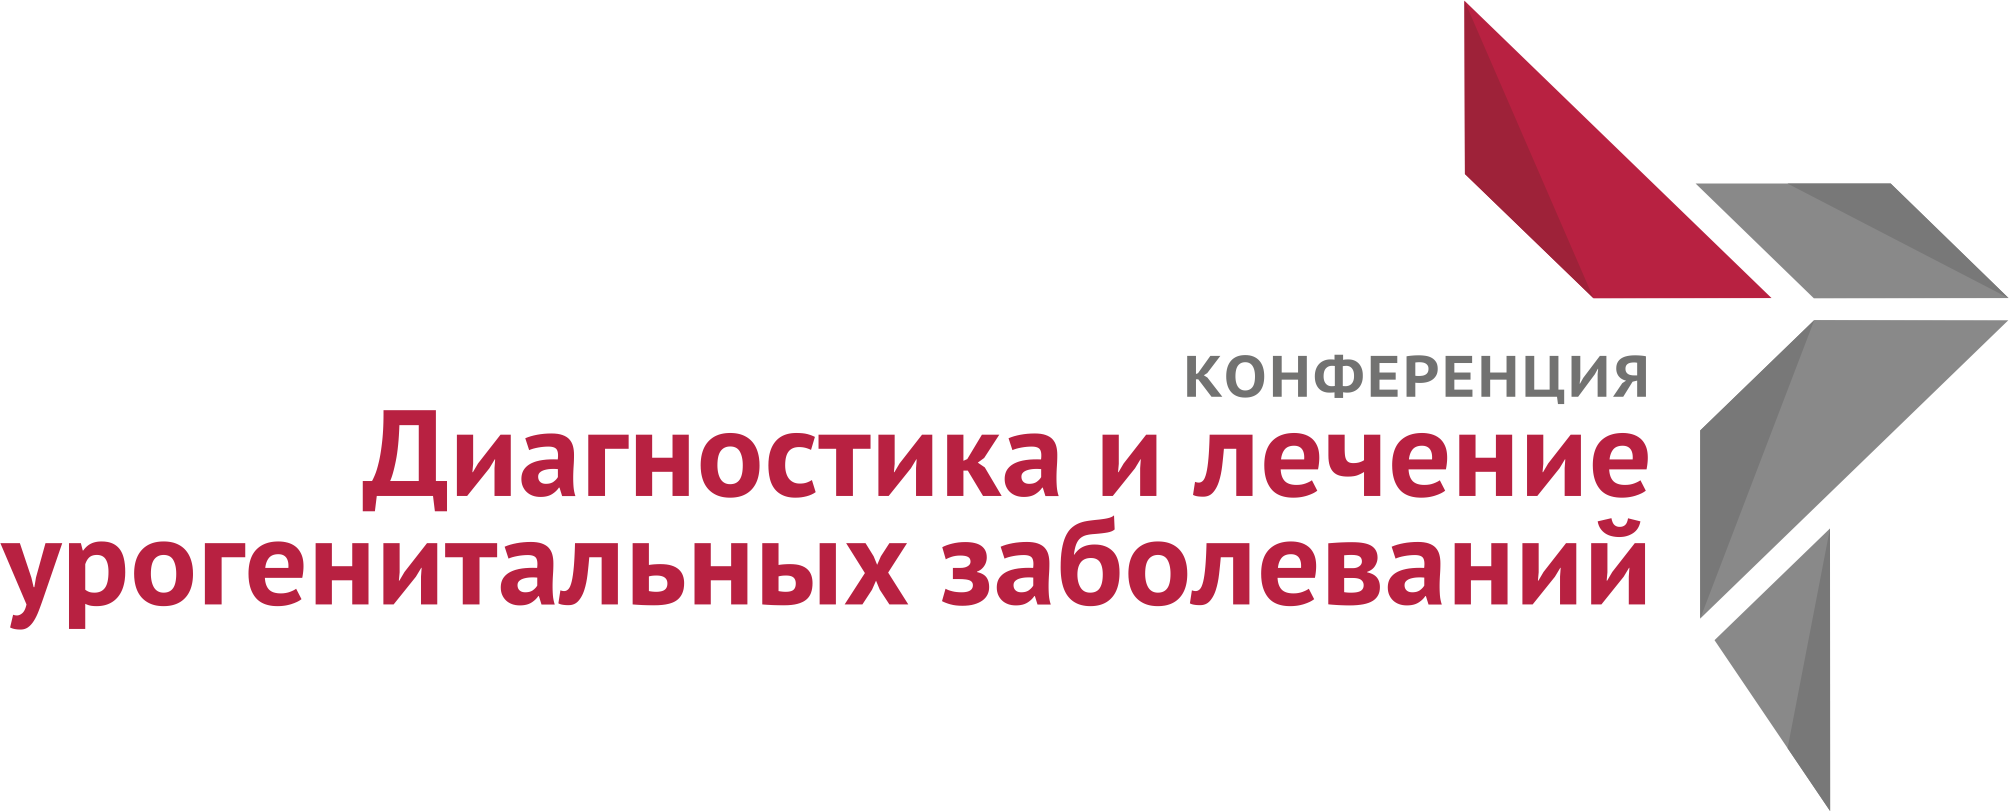 КОНФЕРЕНЦИЯ
Диагностика и лечение
урогенитальных заболеваний